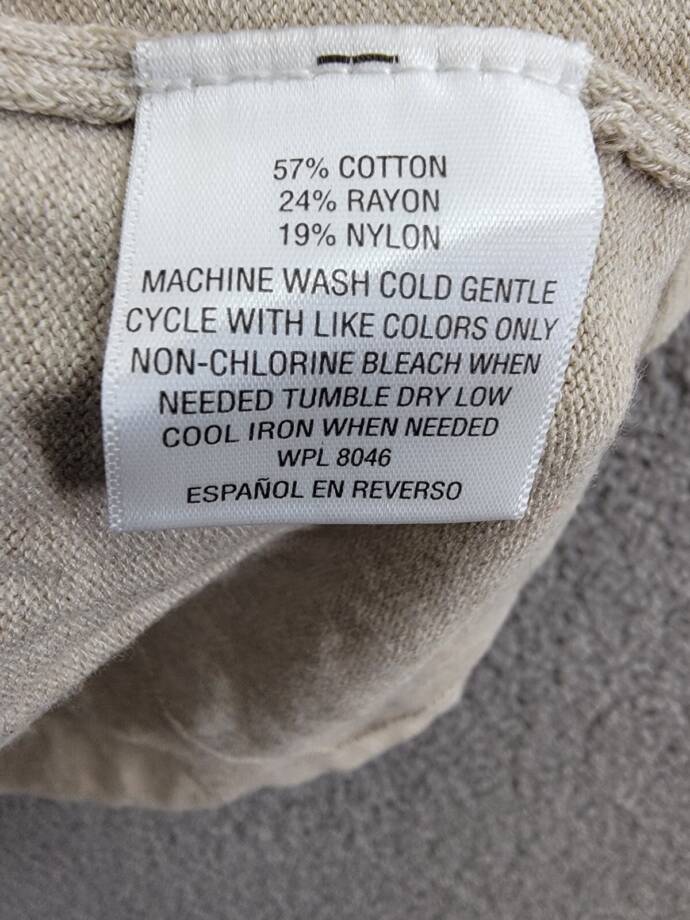 57% COTTON
24% RAYON
19% NYLON
MACHINE WASH COLD GENTLE
CYCLE WITH LIKE COLORS ONLY
NON-CHLORINE BLEACH WHEN
NEEDED TUMBLE DRY LOW
COOL IRON WHEN NEEDED
WPL 8046
ESPAÑOL EN REVERSO